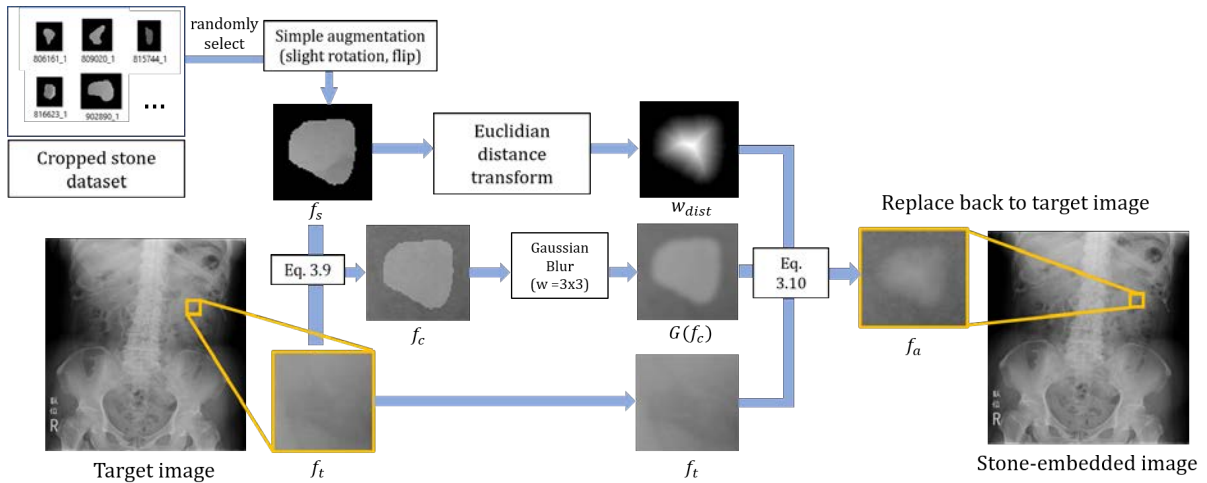 806161_1
809020_1
815744_1
816623_1
902890_1
...
Cropped stone
dataset
randomly
select
Simple augmentation
(slight rotation, flip)
f_s
Euclidian
distance
transform
w_dist
Eq. 3.9
f_c
Gaussian
Blur
(w =3x3)
G(f_c)
Eq.
3.10
Replace back to target image
f_a
R
Target image
f_t
f_t
R
Stone-embedded image